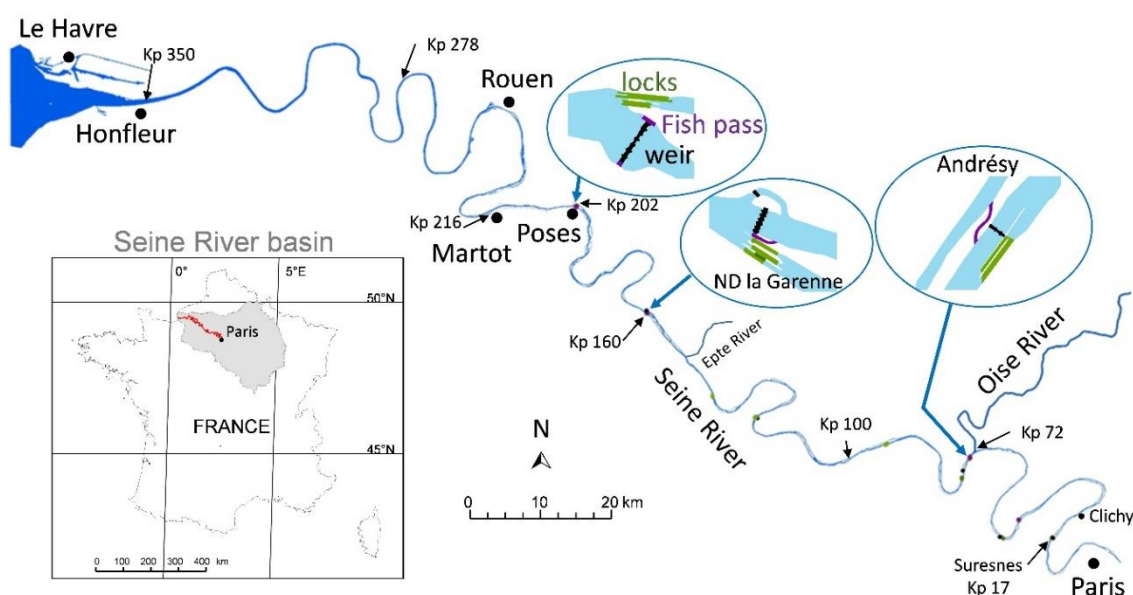 Le Havre
Kp 350
Honfleur
Kp 278
Rouen
Kp 216
Martot
Poses
Kp 202
locks
Fish pass
weir
ND la Garenne
Kp 160
Epte River
Seine River
Andrésy
Oise River
Kp 100
Kp 72
Clichy
Suresnes
Kp 17
Paris
N
0 10 20 km
Seine River basin
0°
5°E
50°N
Paris
FRANCE
45°N
0 100 200 300 400 km